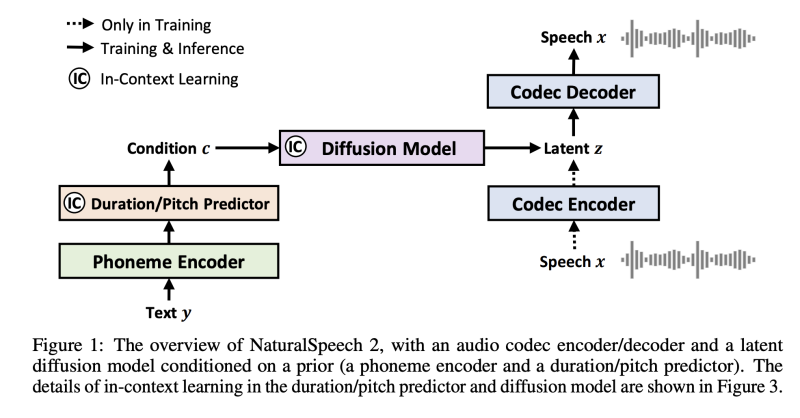 Only in Training
Training & Inference
IC In-Context Learning
Speech x
Codec Decoder
Condition c
IC Diffusion Model
Latent z
IC Duration/Pitch Predictor
Codec Encoder
Phoneme Encoder
Speech x
Text y
Figure 1: The overview of NaturalSpeech 2, with an audio codec encoder/decoder and a latent
diffusion model conditioned on a prior (a phoneme encoder and a duration/pitch predictor). The
details of in-context learning in the duration/pitch predictor and diffusion model are shown in Figure 3.